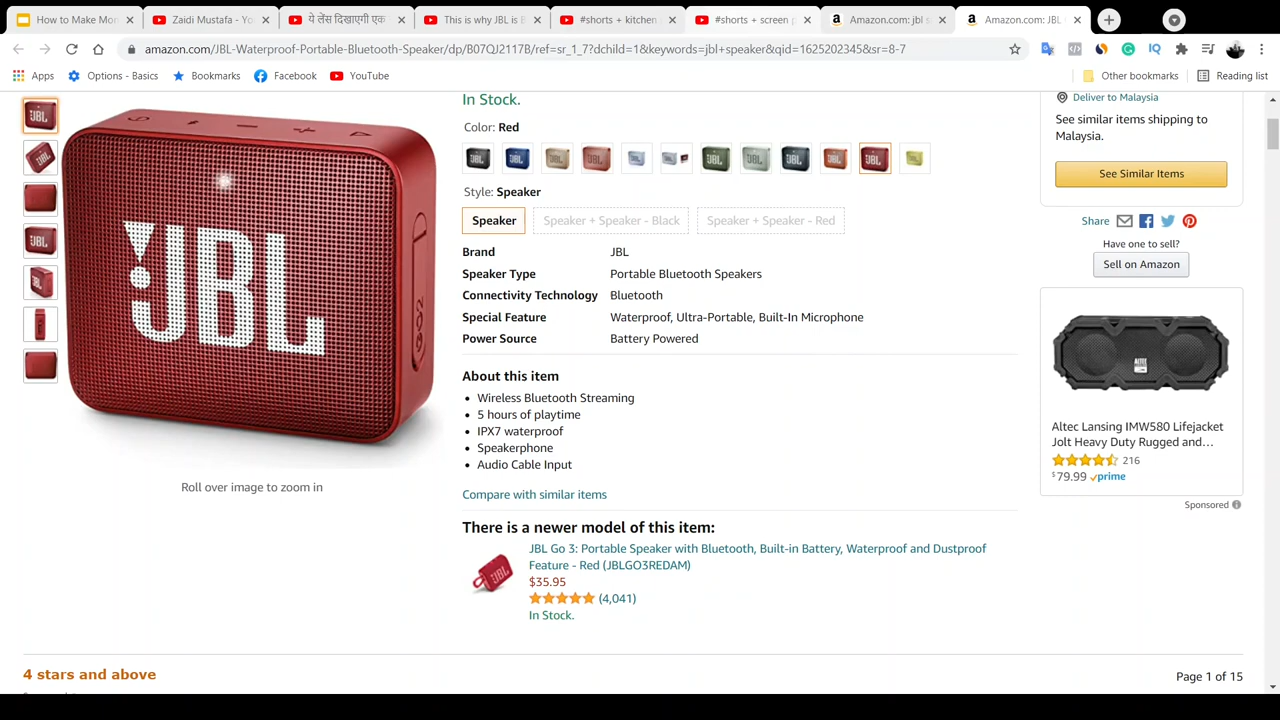 How to Make Mon
Zaidi Mustafa - Yo
ये लेंस दिखाएगी एक
This is why JBL is E
#shorts + kitchen
#shorts + screen p
Amazon.com: jbl s
Amazon.com: JBL
amazon.com/JBL-Waterproof-Portable-Bluetooth-Speaker/dp/B07QJ2117B/ref=sr_1_7?dchild=1&keywords=jbl+speaker&qid=1625202345&sr=8-7
Apps
Options - Basics
Bookmarks
Facebook
YouTube
Other bookmarks
Reading list
JBL
GO2
Roll over image to zoom in
In Stock.
Color: Red
Style: Speaker
Speaker
Speaker + Speaker - Black
Speaker + Speaker - Red
Brand JBL
Speaker Type Portable Bluetooth Speakers
Connectivity Technology Bluetooth
Special Feature Waterproof, Ultra-Portable, Built-In Microphone
Power Source Battery Powered
About this item
• Wireless Bluetooth Streaming
• 5 hours of playtime
• IPX7 waterproof
• Speakerphone
• Audio Cable Input
Compare with similar items
There is a newer model of this item:
JBL Go 3: Portable Speaker with Bluetooth, Built-in Battery, Waterproof and Dustproof
Feature - Red (JBLGO3REDAM)
$35.95
(4,041)
In Stock.
Deliver to Malaysia
See similar items shipping to
Malaysia.
See Similar Items
Share
Have one to sell?
Sell on Amazon
ALTEC
LANSING
Altec Lansing IMW580 Lifejacket
Jolt Heavy Duty Rugged and…
216
$79.99 prime
Sponsored
4 stars and above
Page 1 of 15